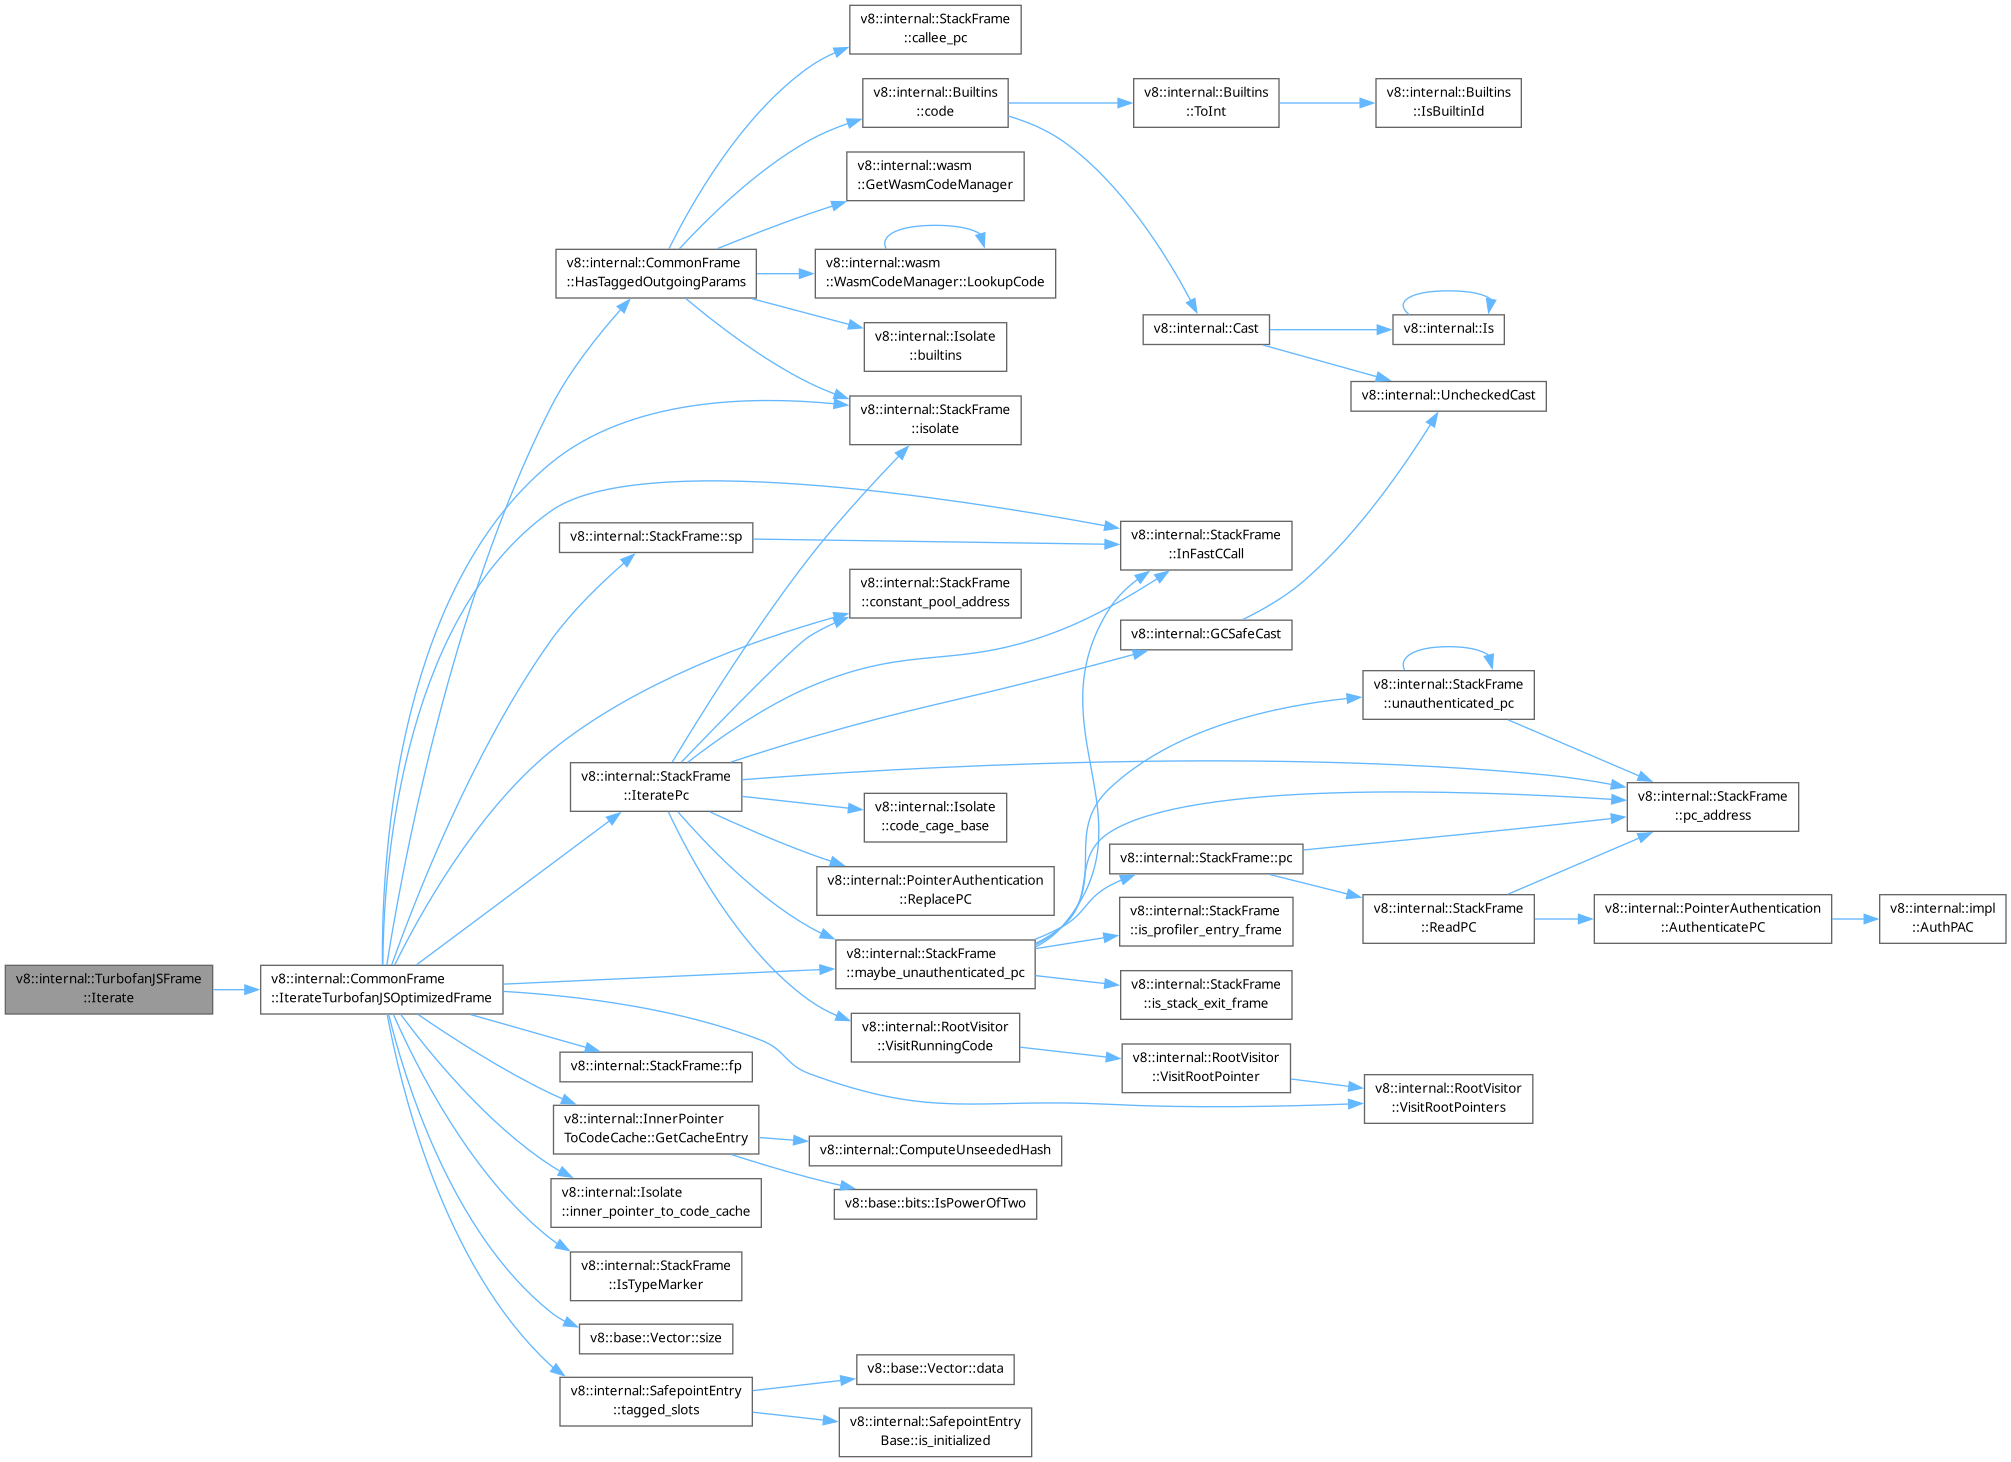 v8::internal::StackFrame
::callee_pc
v8::internal::Builtins
::code
v8::internal::Builtins
::ToInt
v8::internal::Builtins
::IsBuiltinId
v8::internal::wasm
::GetWasmCodeManager
v8::internal::CommonFrame
::HasTaggedOutgoingParams
v8::internal::wasm
::WasmCodeManager::LookupCode
v8::internal::Isolate
::builtins
v8::internal::Cast
v8::internal::Is
v8::internal::UncheckedCast
v8::internal::StackFrame
::isolate
v8::internal::StackFrame::sp
v8::internal::StackFrame
::InFastCCall
v8::internal::StackFrame
::constant_pool_address
v8::internal::GCSafeCast
v8::internal::StackFrame
::unauthenticated_pc
v8::internal::StackFrame
::IteratePc
v8::internal::Isolate
::code_cage_base
v8::internal::StackFrame
::pc_address
v8::internal::PointerAuthentication
::ReplacePC
v8::internal::StackFrame::pc
v8::internal::StackFrame
::is_profiler_entry_frame
v8::internal::StackFrame
::ReadPC
v8::internal::PointerAuthentication
::AuthenticatePC
v8::internal::impl
::AuthPAC
v8::internal::TurbofanJSFrame
::Iterate
v8::internal::CommonFrame
::IterateTurbofanJSOptimizedFrame
v8::internal::StackFrame
::maybe_unauthenticated_pc
v8::internal::StackFrame
::is_stack_exit_frame
v8::internal::RootVisitor
::VisitRunningCode
v8::internal::RootVisitor
::VisitRootPointer
v8::internal::RootVisitor
::VisitRootPointers
v8::internal::StackFrame::fp
v8::internal::InnerPointer
ToCodeCache::GetCacheEntry
v8::internal::ComputeUnseededHash
v8::base::bits::IsPowerOfTwo
v8::internal::Isolate
::inner_pointer_to_code_cache
v8::internal::StackFrame
::IsTypeMarker
v8::base::Vector::size
v8::internal::SafepointEntry
::tagged_slots
v8::base::Vector::data
v8::internal::SafepointEntry
Base::is_initialized